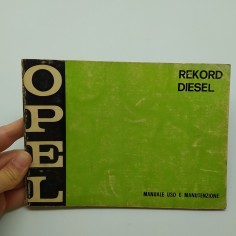 OPEL
REKORD
DIESEL
MANUALE USO E MANUTENZIONE